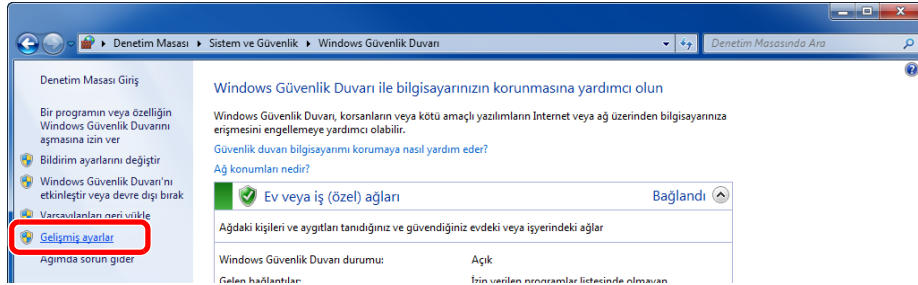 Denetim Masası ▸ Sistem ve Güvenlik ▸ Windows Güvenlik Duvarı
Denetim Masasında Ara
Denetim Masası Giriş
Bir programın veya özelliğin
Windows Güvenlik Duvarını
aşmasına izin ver
Bildirim ayarlarını değiştir
Windows Güvenlik Duvarı'nı
etkinleştir veya devre dışı bırak
Varsayılanları geri yükle
Gelişmiş ayarlar
Ağımda sorun gider
Windows Güvenlik Duvarı ile bilgisayarınızın korunmasına yardımcı olun
Windows Güvenlik Duvarı, korsanların veya kötü amaçlı yazılımların Internet veya ağ üzerinden bilgisayarınıza
erişmesini engellemeye yardımcı olabilir.
Güvenlik duvarı bilgisayarımı korumaya nasıl yardım eder?
Ağ konumları nedir?
Ev veya iş (özel) ağları Bağlandı
Ağdaki kişileri ve aygıtları tanıdığınız ve güvendiğiniz evdeki veya işyerindeki ağlar
Windows Güvenlik Duvarı durumu: Açık
Gelen bağlantılar: İzin verilen programlar listesinde olmayan